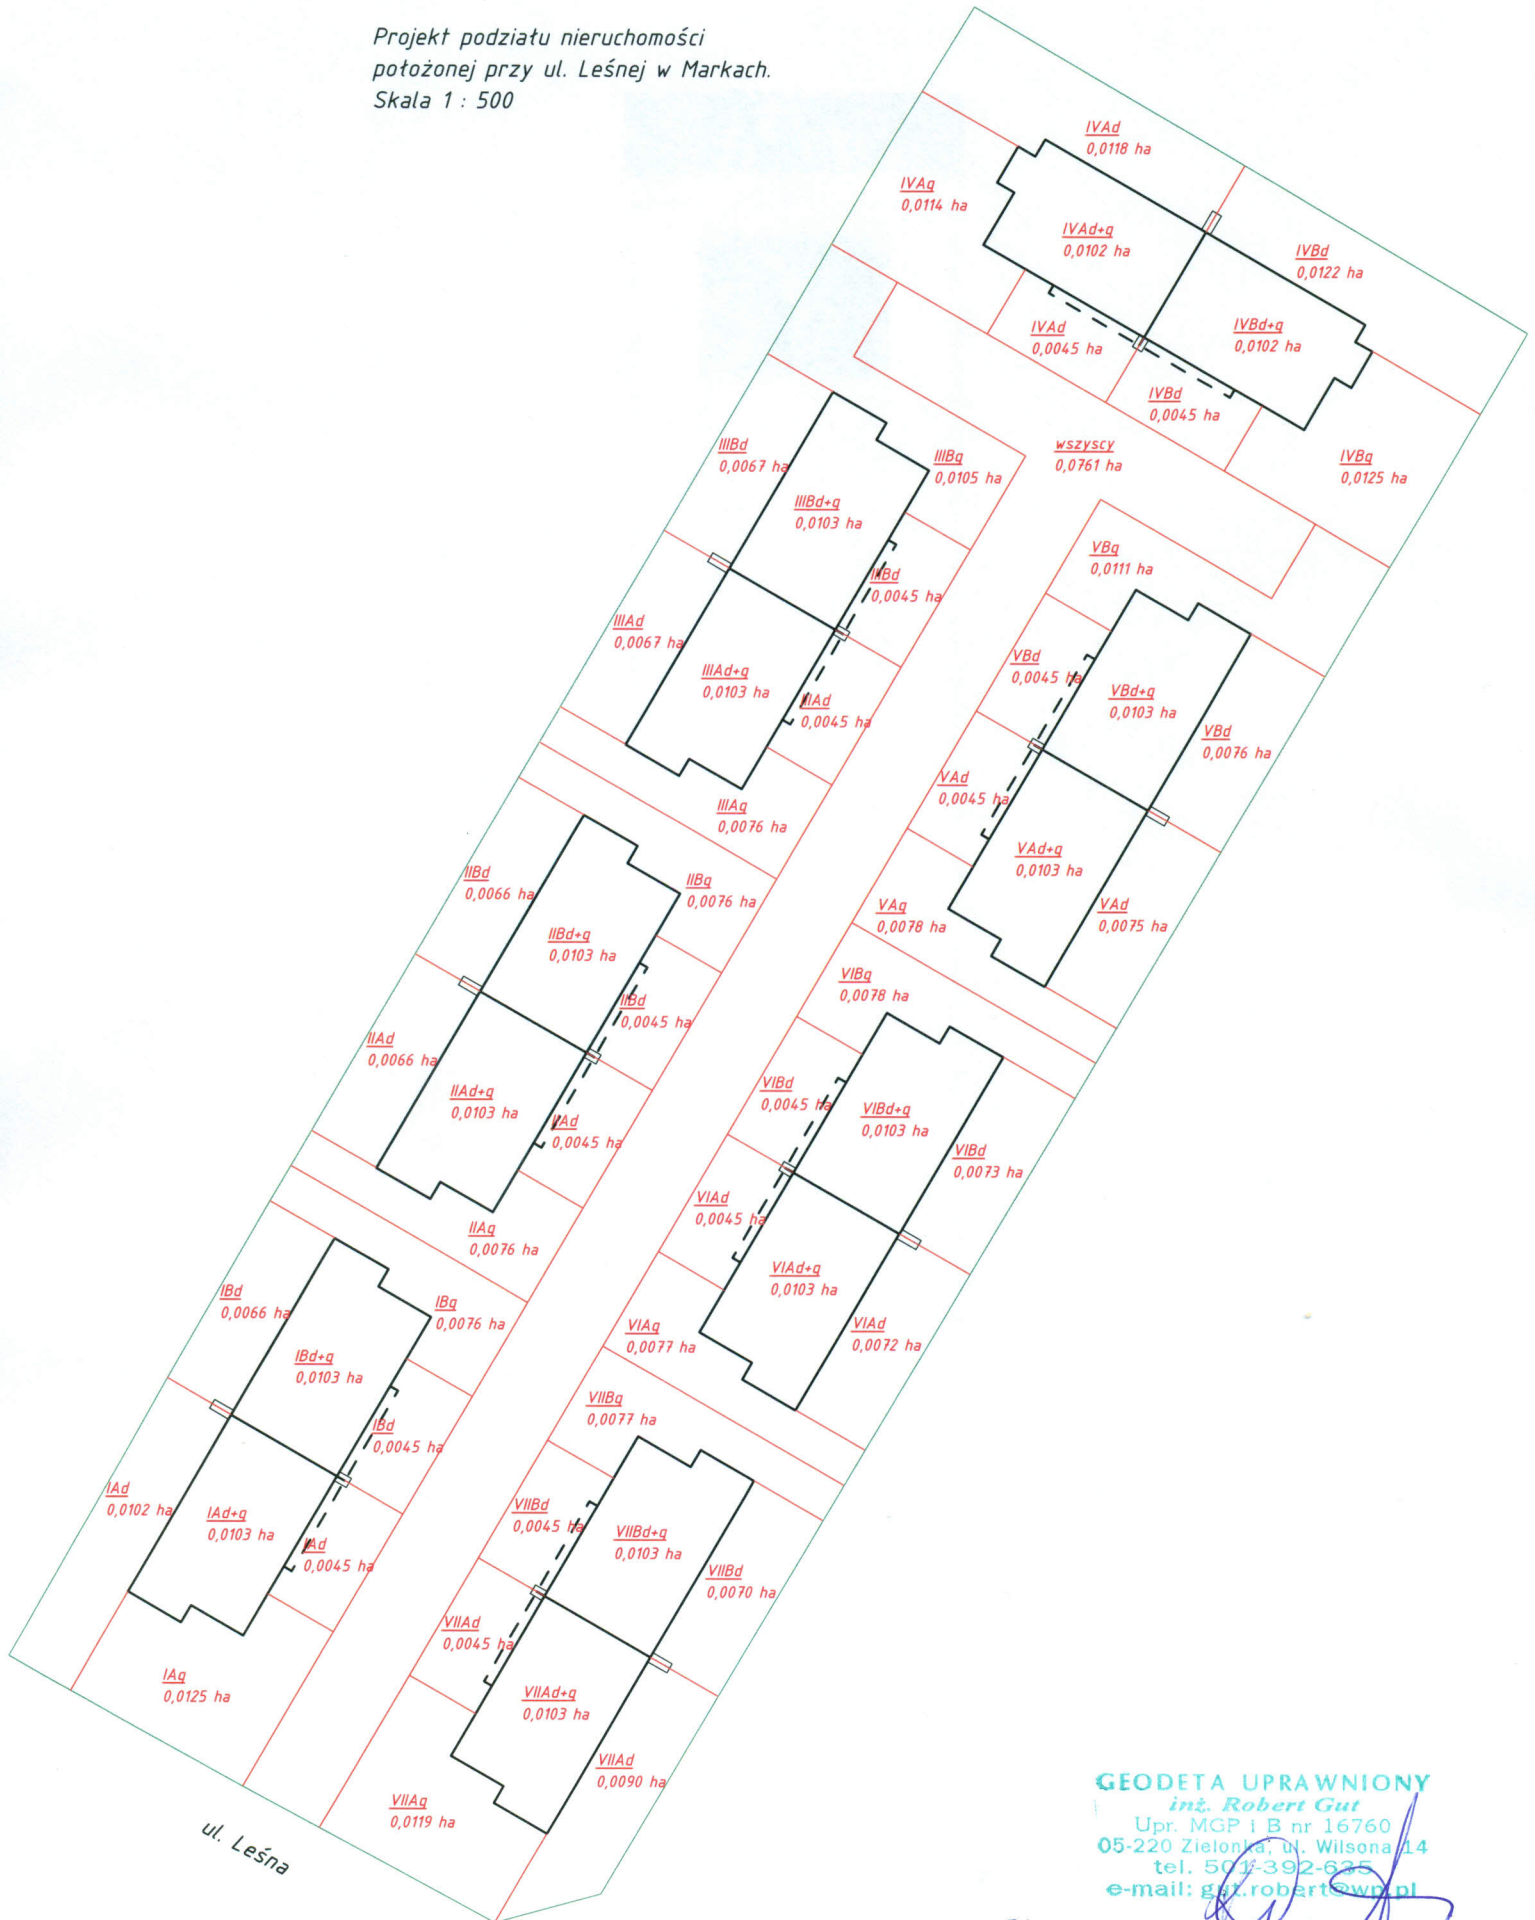 Projekt podziału nieruchomości
położonej przy ul. Leśnej w Markach.
Skala 1 : 500
IVAd
0,0118 ha
IVAg
0,0114 ha
IVAd+g
0,0102 ha
IVBd
0,0122 ha
IVBd+g
0,0102 ha
IVAd
0,0045 ha
IVBd
0,0045 ha
IVBg
0,0125 ha
wszyscy
0,0761 ha
IIIBd
0,0067 ha
IIIBg
0,0105 ha
IIIBd+g
0,0103 ha
IIIBd
0,0045 ha
IIIAd
0,0067 ha
IIIAd+g
0,0103 ha
IIIAd
0,0045 ha
IIIAg
0,0076 ha
VBg
0,0111 ha
VBd
0,0045 ha
VBd+g
0,0103 ha
VBd
0,0076 ha
VAd
0,0045 ha
VAd+g
0,0103 ha
VAd
0,0075 ha
VAg
0,0078 ha
IIBd
0,0066 ha
IIBg
0,0076 ha
IIBd+g
0,0103 ha
IIBd
0,0045 ha
IIAd
0,0066 ha
IIAd+g
0,0103 ha
IIAd
0,0045 ha
IIAg
0,0076 ha
VIBg
0,0078 ha
VIBd
0,0045 ha
VIBd+g
0,0103 ha
VIBd
0,0073 ha
VIAd
0,0045 ha
VIAd+g
0,0103 ha
VIAd
0,0072 ha
VIAg
0,0077 ha
IBd
0,0066 ha
IBg
0,0076 ha
IBd+g
0,0103 ha
IBd
0,0045 ha
IAd
0,0102 ha
IAd+g
0,0103 ha
IAd
0,0045 ha
IAg
0,0125 ha
VIIBg
0,0077 ha
VIIBd
0,0045 ha
VIIBd+g
0,0103 ha
VIIBd
0,0070 ha
VIIAd
0,0045 ha
VIIAd+g
0,0103 ha
VIIAd
0,0090 ha
VIIAg
0,0119 ha
ul. Leśna
GEODETA UPRAWNIONY
inż. Robert Gut
Upr. MGP i B nr 16760
05-220 Zielonka, ul. Wilsona 14
tel. 501-392-635
e-mail: gut.robert@wp.pl